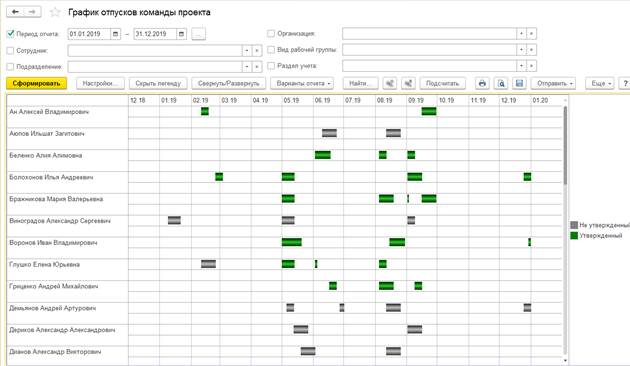 График отпусков команды проекта
Период отчета: 01.01.2019 – 31.12.2019 ... Организация:
Сотрудник: Вид рабочей группы:
Подразделение: Раздел учета:
Сформировать Настройки... Скрыть легенду Свернуть/Развернуть Варианты отчета Найти... Подсчитать Отправить Еще ?
12.18 01.19 02.19 03.19 04.19 05.19 06.19 07.19 08.19 09.19 10.19 11.19 12.19 01.20
Ан Алексей Владимирович
Аюпов Ильшат Загитович
Беленко Алия Алимовна
Болохонов Илья Андреевич
Бражникова Мария Валерьевна
Виноградов Александр Сергеевич
Не утвержденный
Утвержденный
Воронов Иван Владимирович
Глушко Елена Юрьевна
Гриценко Андрей Михайлович
Демьянов Андрей Артурович
Дериков Александр Александрович
Дианов Александр Викторович